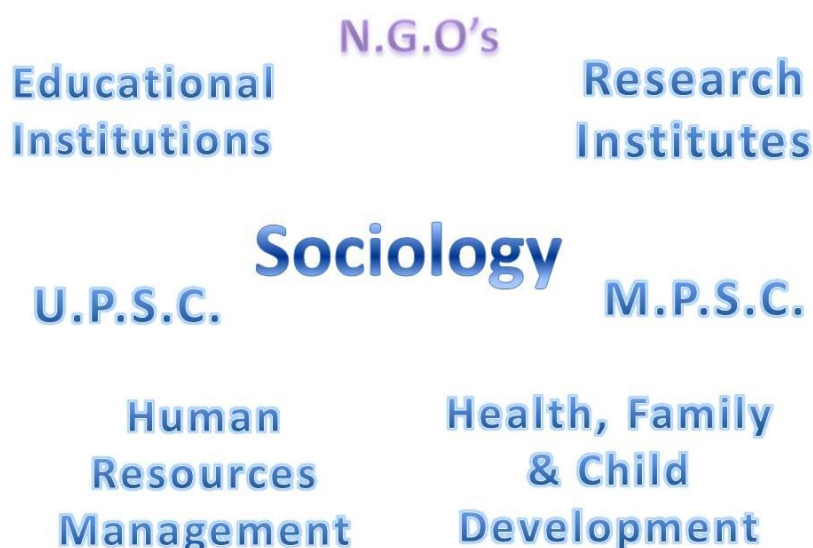 N.G.O's
Educational
Institutions
Research
Institutes
Sociology
U.P.S.C.
M.P.S.C.
Human
Resources
Management
Health, Family
& Child
Development